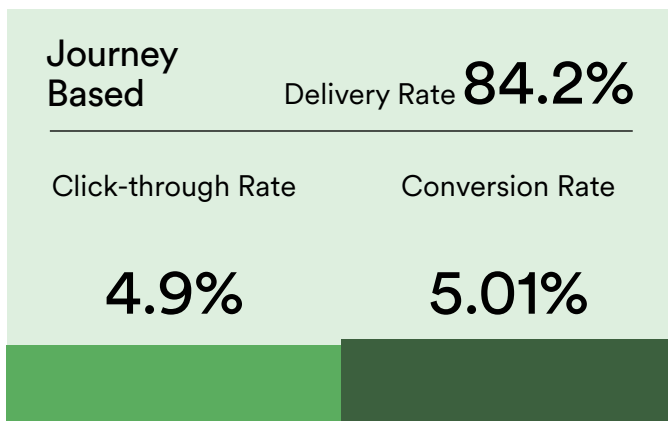 Journey
Based
Delivery Rate 84.2%
Click-through Rate
Conversion Rate
4.9%
5.01%